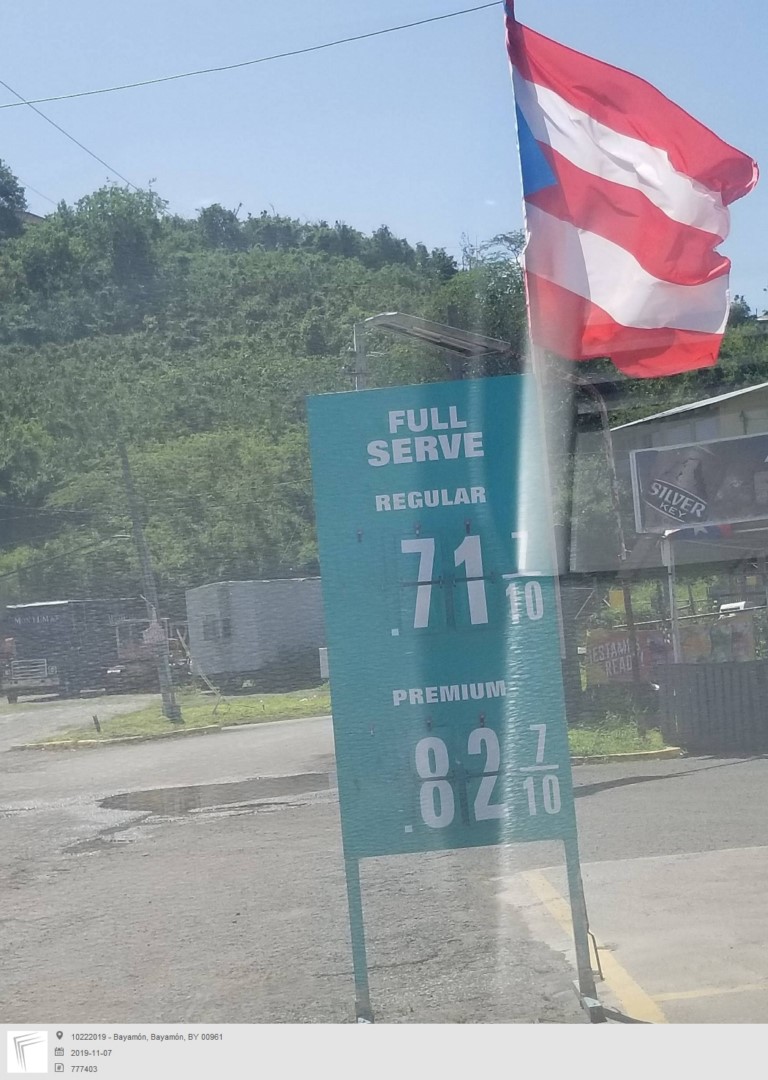 FULL
SERVE
REGULAR
.71 7/10
PREMIUM
.82 7/10
SILVER
KEY
10222019 - Bayamón, Bayamón, BY 00961
2019-11-07
777403